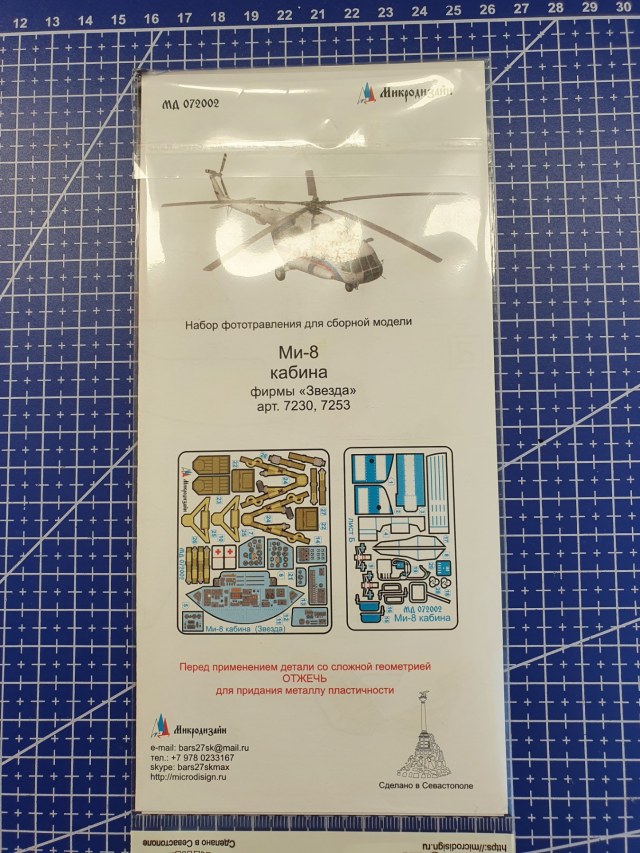 12 13 14 15 16 17 18 19 20 21 22 23 24 25 26 27 28 29 30
МД 072002
Микродизайн
Набор фототравления для сборной модели
Ми-8
кабина
фирмы «Звезда»
арт. 7230, 7253
Микродизайн
МД 072002
Ми-8 кабина (Звезда)
лист Б
МД 072002
Ми-8 кабина
Перед применением детали со сложной геометрией
ОТЖЕЧЬ
для придания металлу пластичности
Микродизайн
e-mail: bars27sk@mail.ru
тел.: +7 978 0233167
skype: bars27skmax
http://microdisign.ru
Сделано в Севастополе
Сделано в Севастополе
https://microdisign.ru